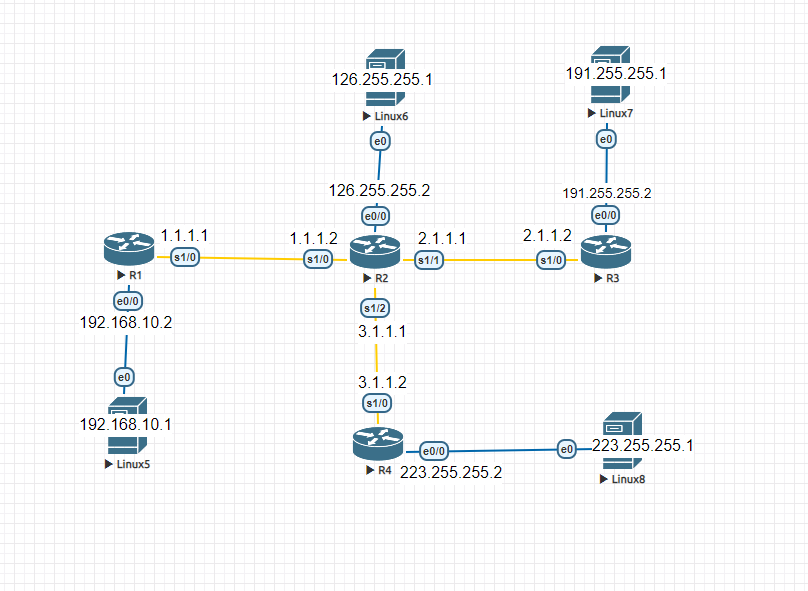 126.255.255.1
Linux6
e0
126.255.255.2
e0/0
191.255.255.1
Linux7
e0
191.255.255.2
e0/0
1.1.1.1
s1/0
R1
e0/0
192.168.10.2
e0
192.168.10.1
Linux5
1.1.1.2
s1/0
R2
2.1.1.1
s1/1
2.1.1.2
s1/0
R3
s1/2
3.1.1.1
3.1.1.2
s1/0
R4
e0/0
223.255.255.2
e0
223.255.255.1
Linux8